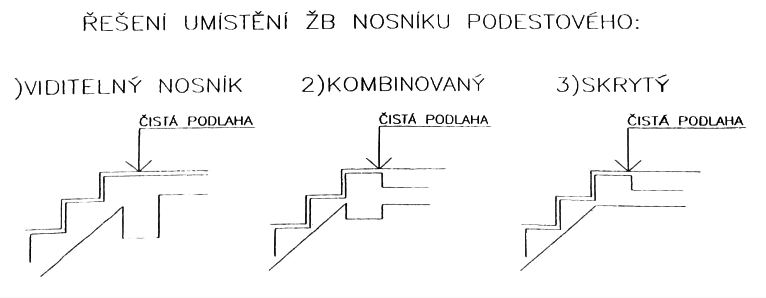 ŘEŠENÍ UMÍSTĚNÍ ŽB NOSNÍKU PODESTOVÉHO:
)VIDITELNÝ NOSNÍK
2)KOMBINOVANÝ
3)SKRYTÝ
ČISTÁ PODLAHA
ČISTÁ PODLAHA
ČISTÁ PODLAHA